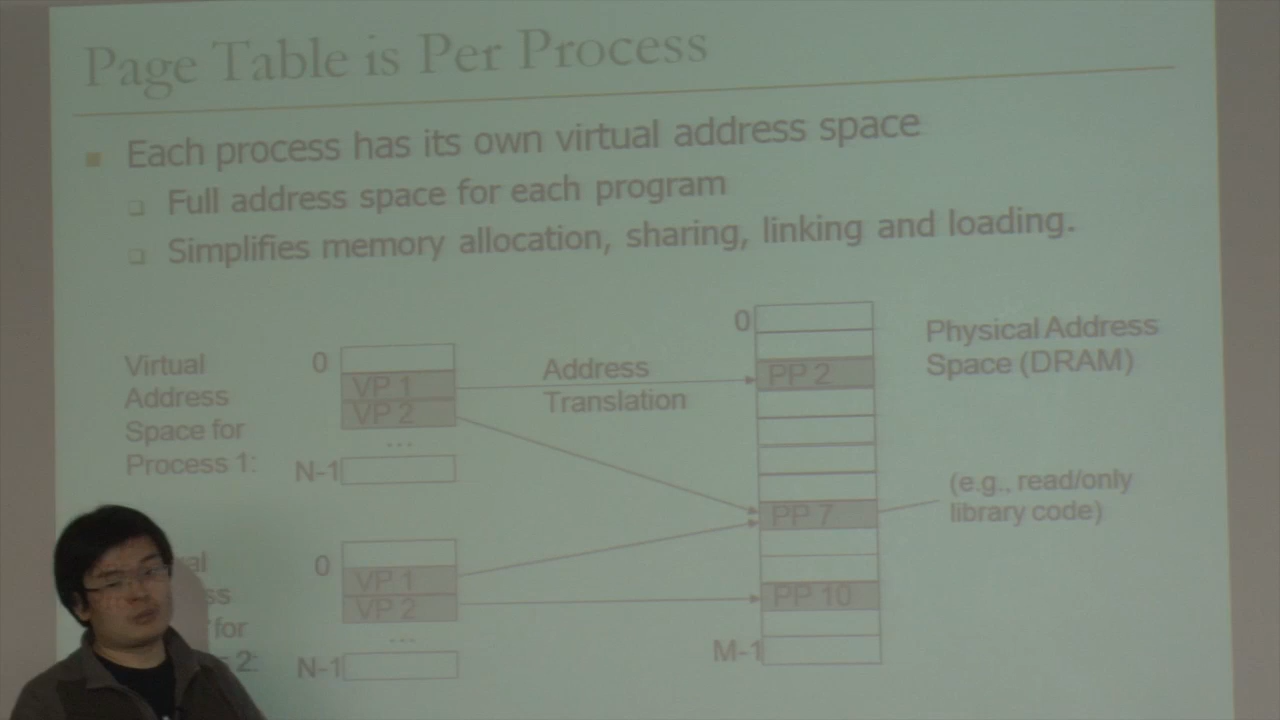 Page Table is Per Process
Each process has its own virtual address space
Full address space for each program
Simplifies memory allocation, sharing, linking and loading.
Virtual
Address
Space for
Process 1:
0
VP 1
VP 2
...
N-1
Address
Translation
0
PP 2
PP 7
PP 10
M-1
Physical Address
Space (DRAM)
(e.g., read/only
library code)
for
2:
0
VP 1
VP 2
...
N-1